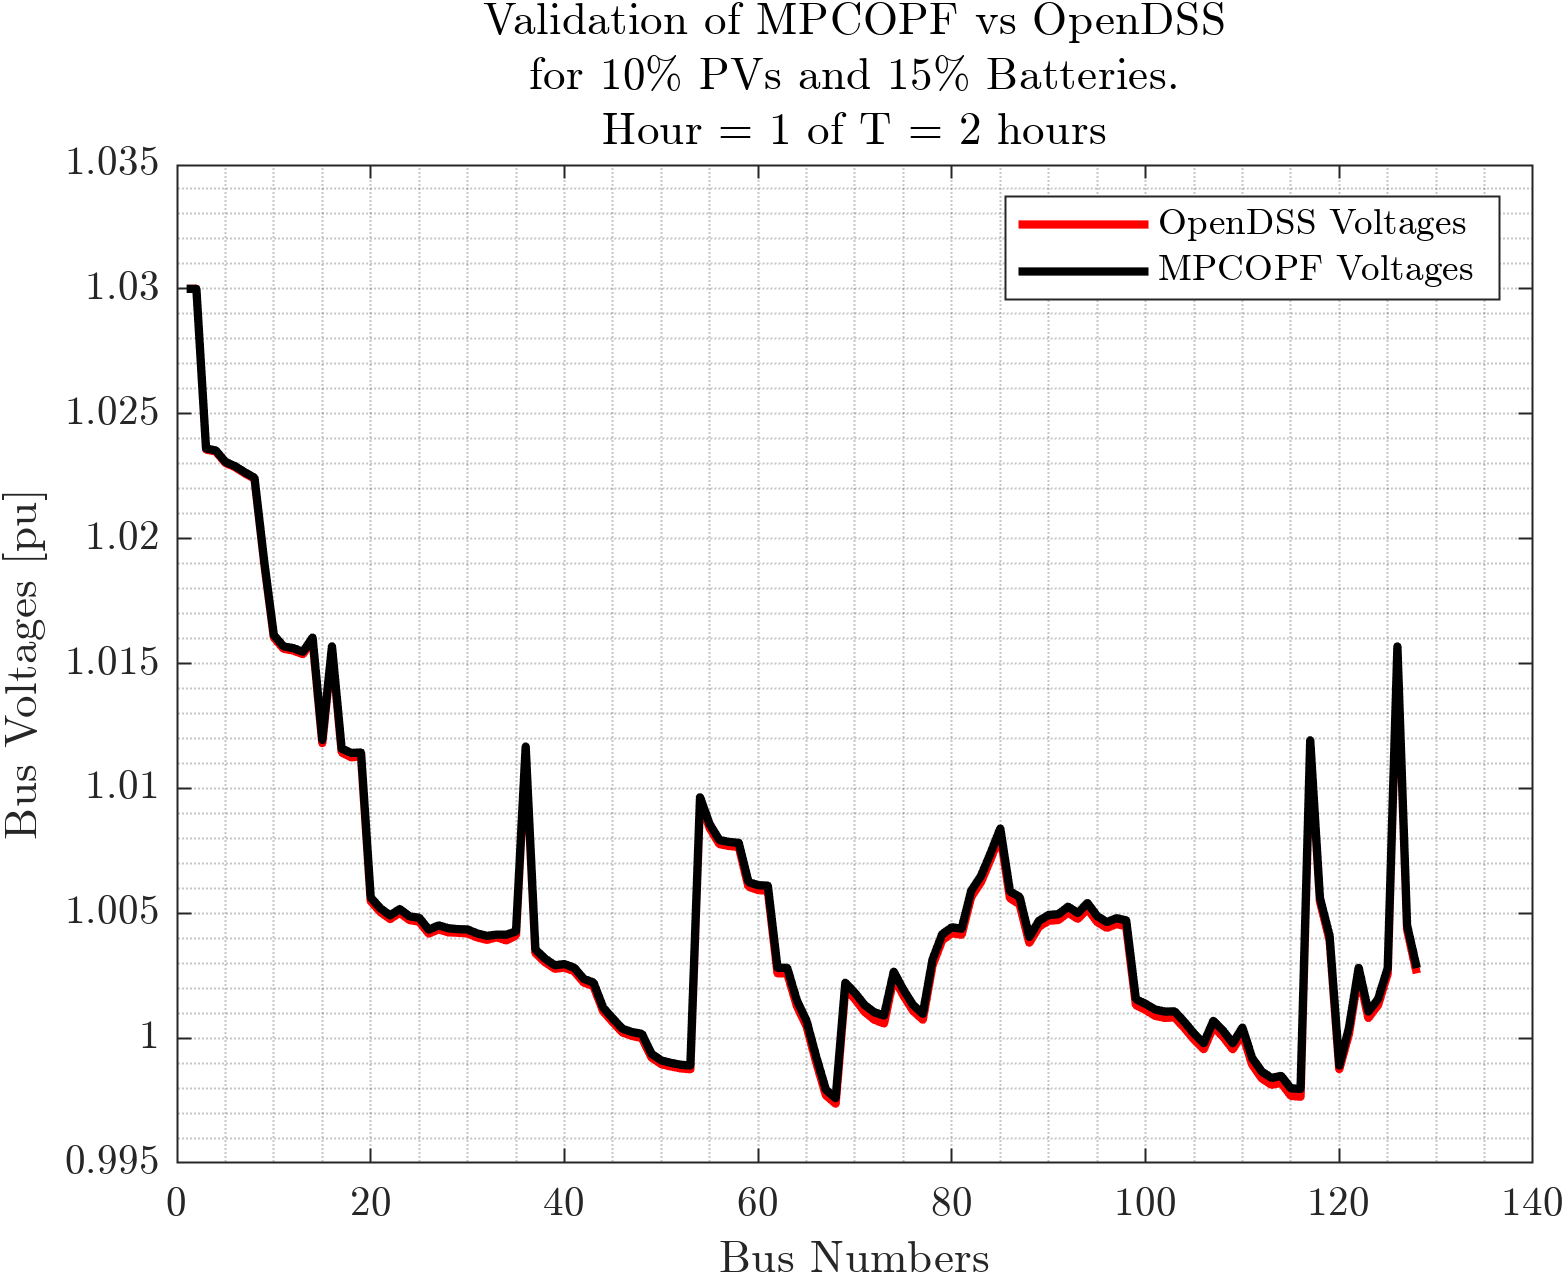 Validation of MPCOPF vs OpenDSS
for 10% PVs and 15% Batteries.
Hour = 1 of T = 2 hours
1.035
OpenDSS Voltages
MPCOPF Voltages
1.03
1.025
1.02
1.015
1.01
1.005
1
0.995
Bus Voltages [pu]
0 20 40 60 80 100 120 140
Bus Numbers